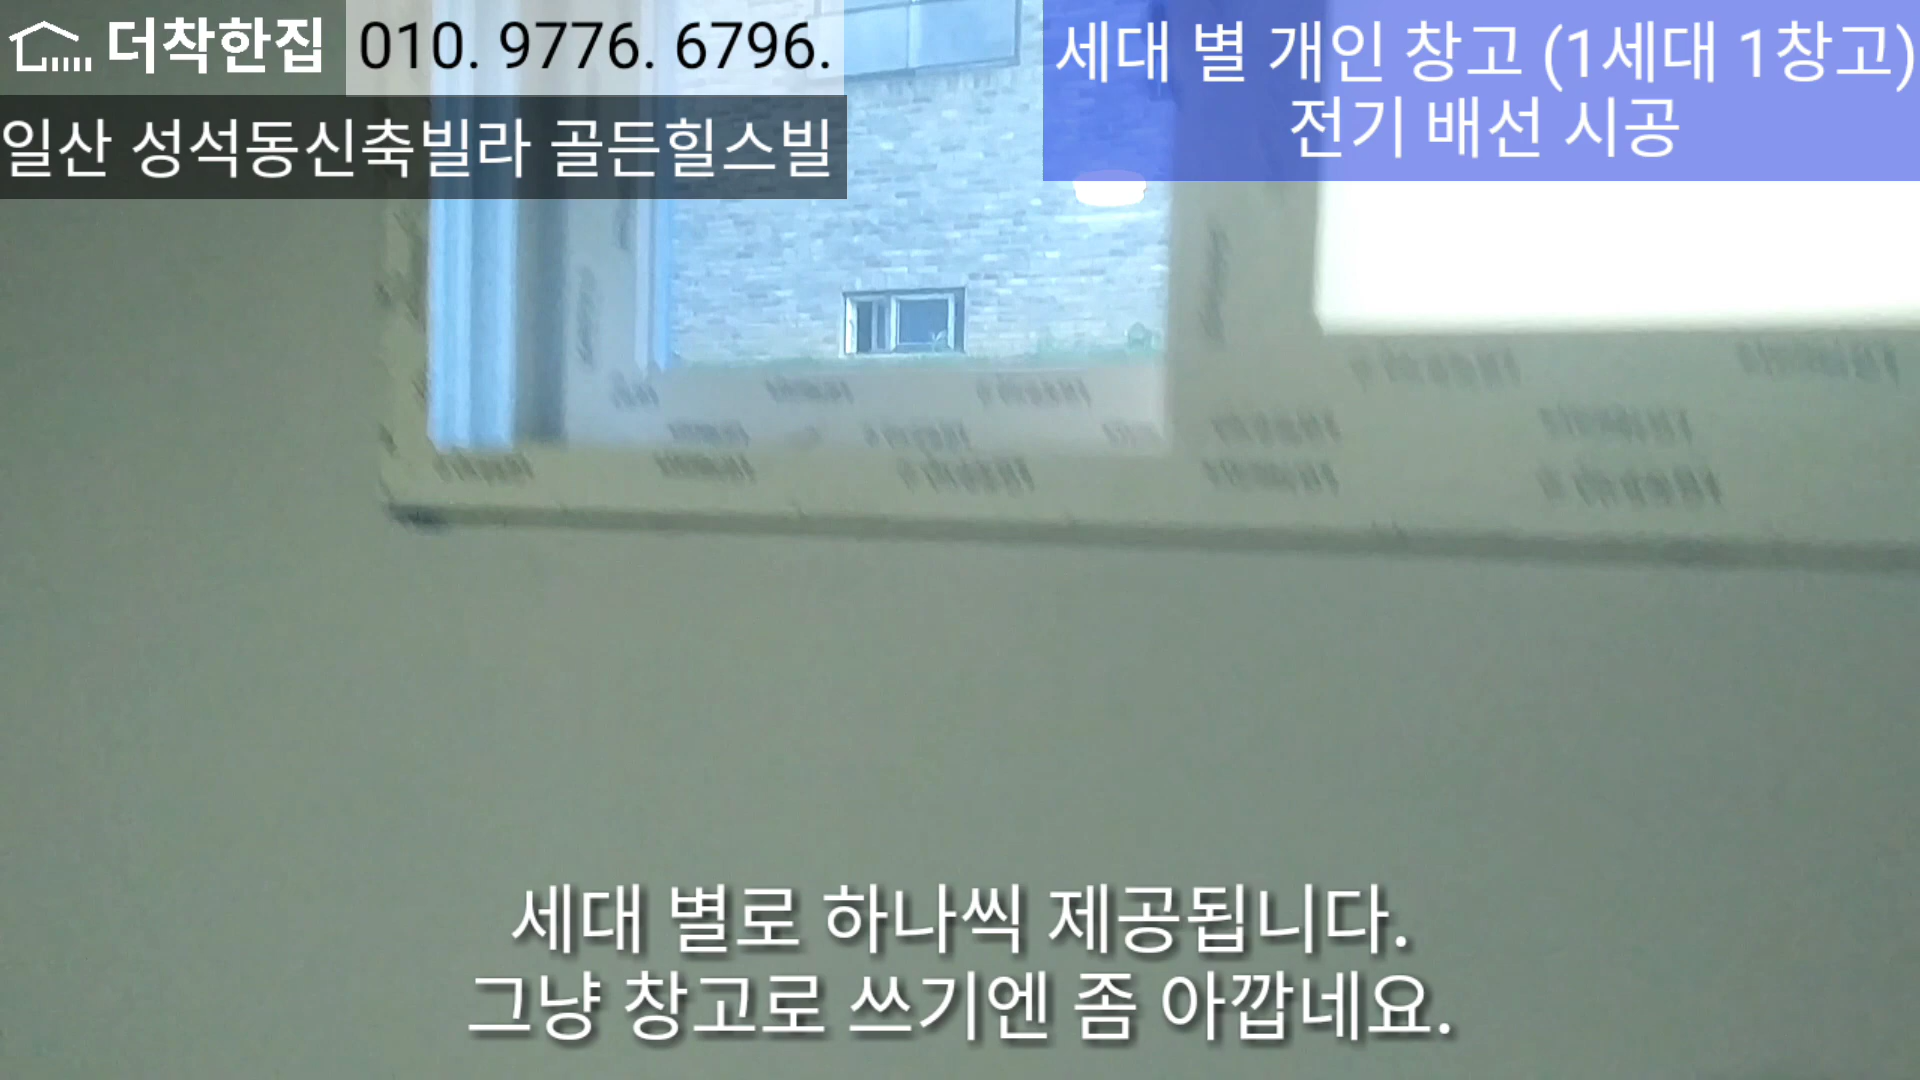 더착한집 010. 9776. 6796.
일산 성석동신축빌라 골든힐스빌
세대 별 개인 창고 (1세대 1창고)
전기 배선 시공
세대 별로 하나씩 제공됩니다.
그냥 창고로 쓰기엔 좀 아깝네요.